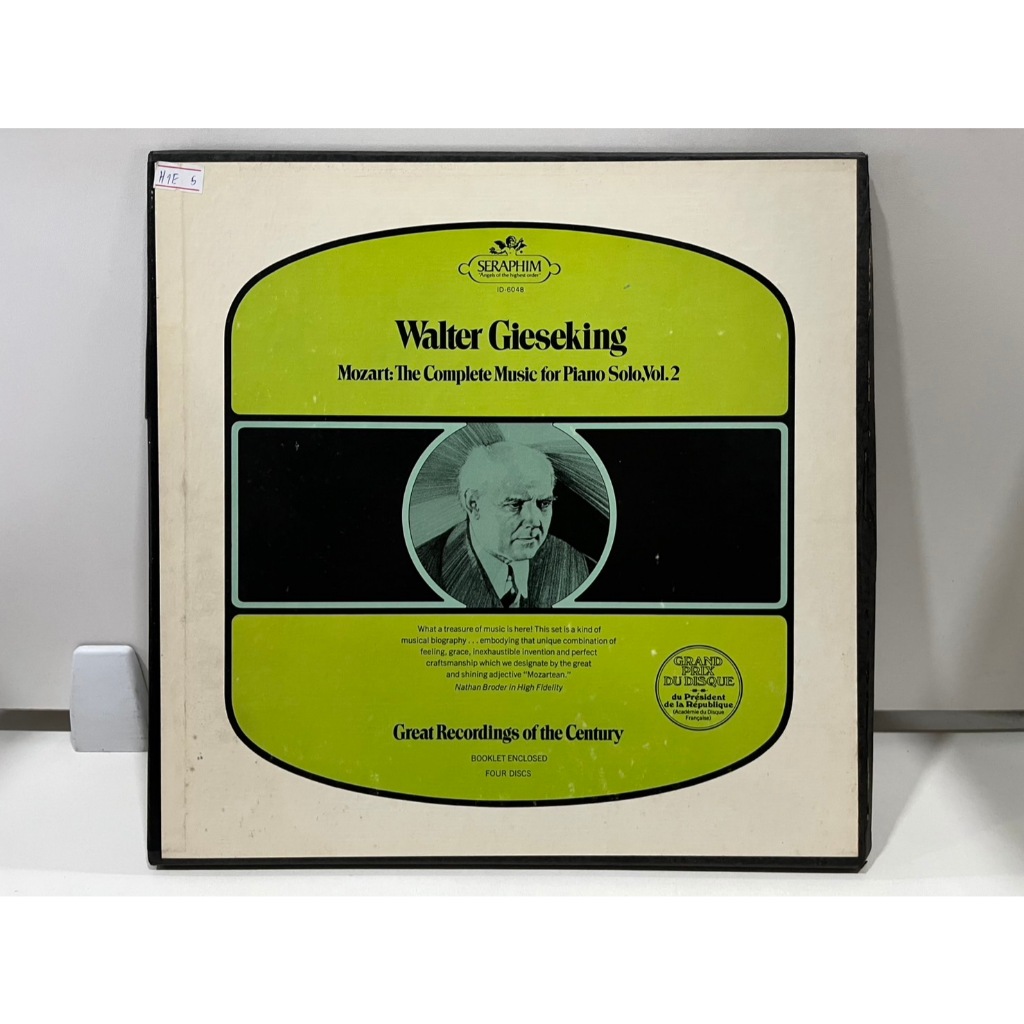 H1E 5
SERAPHIM
"Angels of the highest order"
ID-6048
Walter Gieseking
Mozart: The Complete Music for Piano Solo, Vol. 2
What a treasure of music is here! This set is a kind of
musical biography ... embodying that unique combination of
feeling, grace, inexhaustible invention and perfect
craftsmanship which we designate by the great
and shining adjective "Mozartean."
Nathan Broder in High Fidelity
GRAND
PRIX
DU DISQUE
du Président
de la République
(Académie du Disque
Française)
Great Recordings of the Century
BOOKLET ENCLOSED
FOUR DISCS